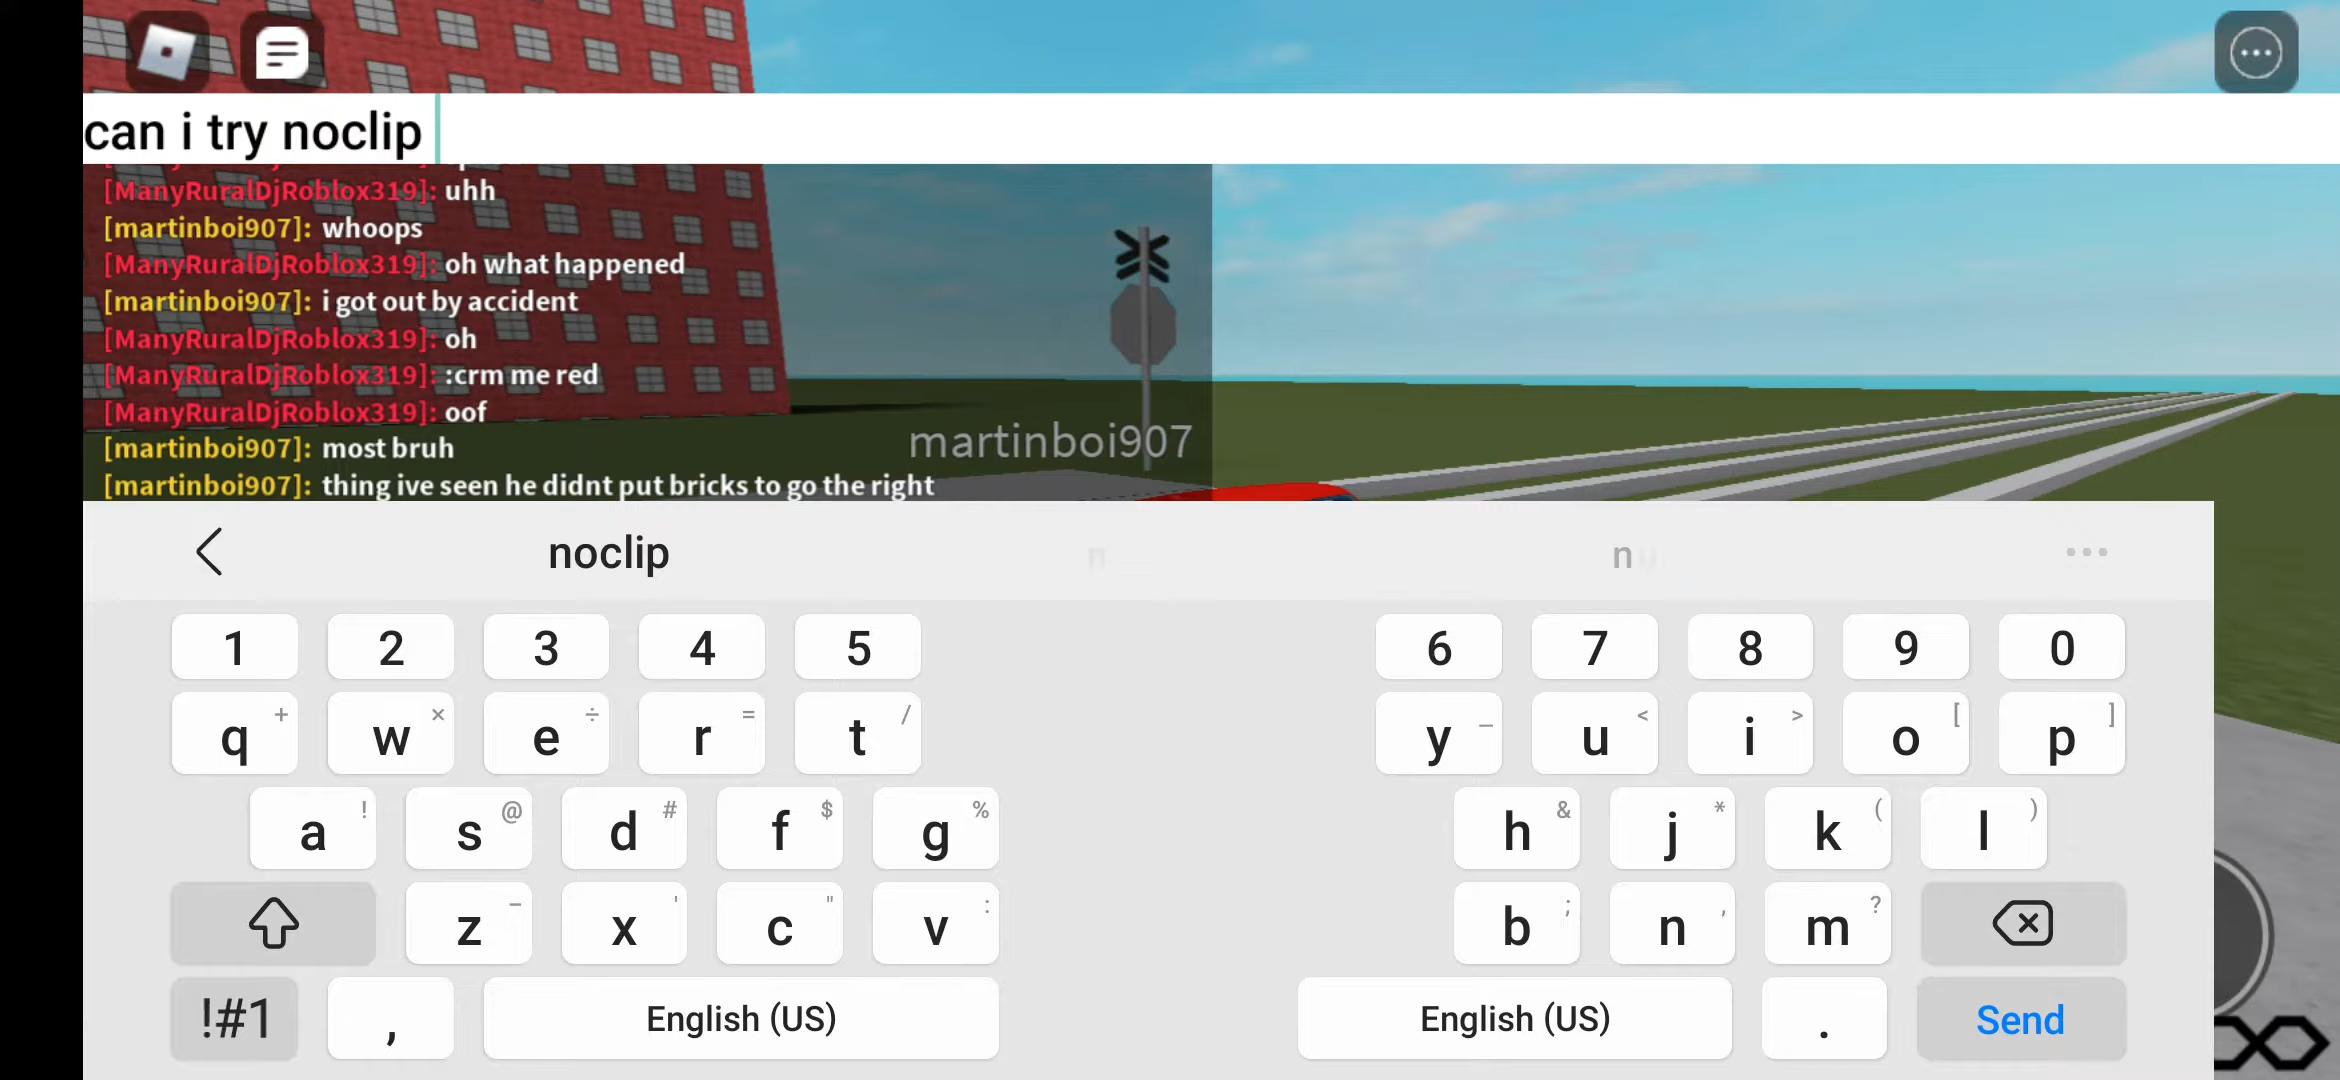 can i try noclip
[ManyRuralDjRoblox319]: uhh
[martinboi907]: whoops
[ManyRuralDjRoblox319]: oh what happened
[martinboi907]: i got out by accident
[ManyRuralDjRoblox319]: oh
[ManyRuralDjRoblox319]: :crm me red
[ManyRuralDjRoblox319]: oof
[martinboi907]: most bruh
martinboi907
[martinboi907]: thing ive seen he didnt put bricks to go the right
noclip n
1 2 3 4 5 6 7 8 9 0
+ × ÷ = / _ < > [ ]
q w e r t y u i o p
! @ # $ % & * ( )
a s d f g h j k l
- ' " : ; , ?
z x c v b n m
!#1 , English (US) English (US) . Send